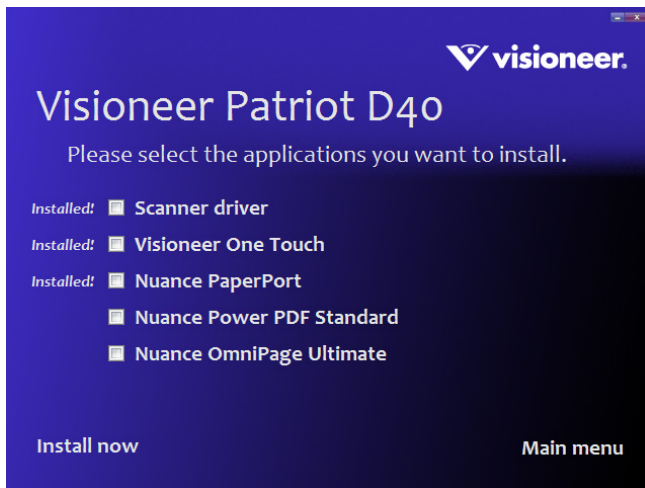 visioneer.
Visioneer Patriot D40
Please select the applications you want to install.
Installed! Scanner driver
Installed! Visioneer One Touch
Installed! Nuance PaperPort
Nuance Power PDF Standard
Nuance OmniPage Ultimate
Install now Main menu